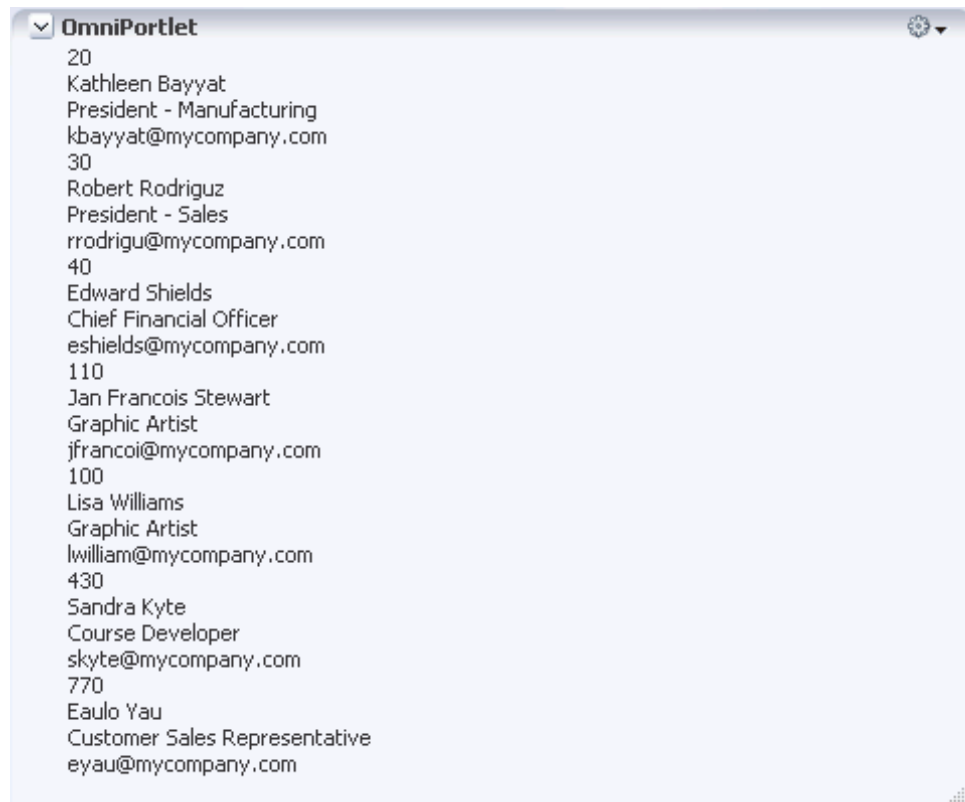 OmniPortlet
20
Kathleen Bayyat
President - Manufacturing
kbayyat@mycompany.com
30
Robert Rodriguz
President - Sales
rrodrigu@mycompany.com
40
Edward Shields
Chief Financial Officer
eshields@mycompany.com
110
Jan Francois Stewart
Graphic Artist
jfrancoi@mycompany.com
100
Lisa Williams
Graphic Artist
lwilliam@mycompany.com
430
Sandra Kyte
Course Developer
skyte@mycompany.com
770
Eaulo Yau
Customer Sales Representative
eyau@mycompany.com